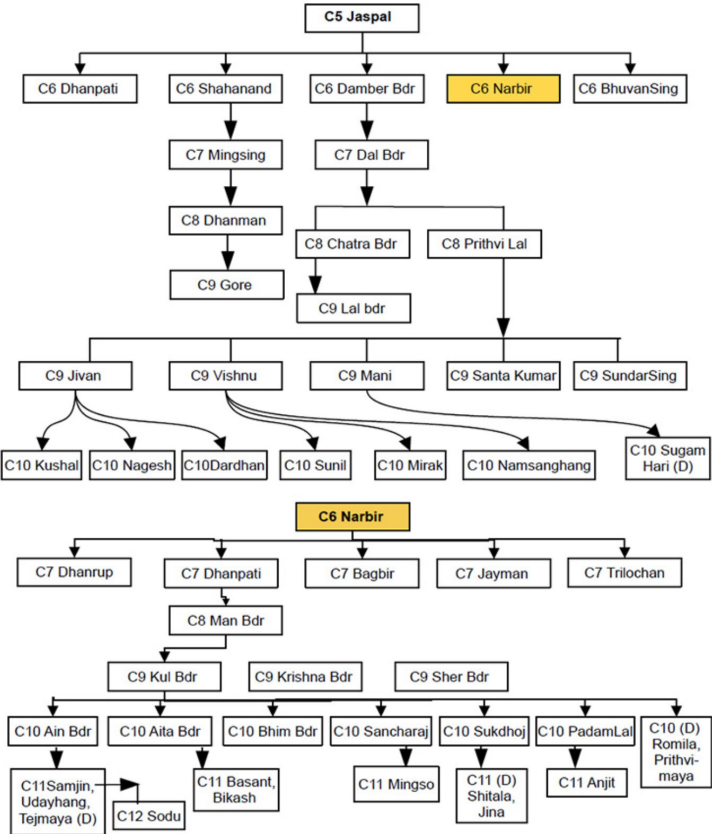 C5 Jaspal
C6 Dhanpati
C6 Shahanand
C6 Damber Bdr
C6 Narbir
C6 BhuvanSing
C7 Mingsing
C7 Dal Bdr
C8 Dhanman
C8 Chatra Bdr
C8 Prithvi Lal
C9 Gore
C9 Lal bdr
C9 Jivan
C9 Vishnu
C9 Mani
C9 Santa Kumar
C9 SundarSing
C10 Kushal
C10 Nagesh
C10Dardhan
C10 Sunil
C10 Mirak
C10 Namsanghang
C10 Sugam
Hari (D)
C6 Narbir
C7 Dhanrup
C7 Dhanpati
C7 Bagbir
C7 Jayman
C7 Trilochan
C8 Man Bdr
C9 Kul Bdr
C9 Krishna Bdr
C9 Sher Bdr
C10 Ain Bdr
C10 Aita Bdr
C10 Bhim Bdr
C10 Sancharaj
C10 Sukdhoj
C10 PadamLal
C10 (D)
Romila,
Prithvi-
maya
C11Samjin,
Udayhang,
Tejmaya (D)
C12 Sodu
C11 Basant,
Bikash
C11 Mingso
C11 (D)
Shitala,
Jina
C11 Anjit